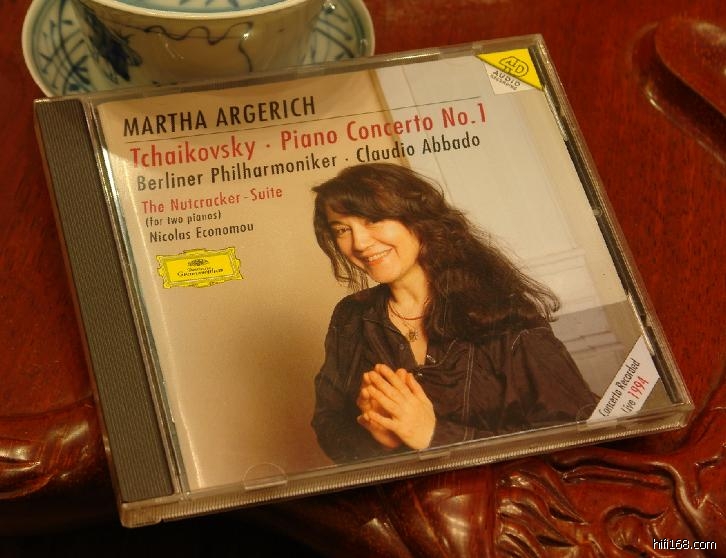 MARTHA ARGERICH
Tchaikovsky · Piano Concerto No.1
Berliner Philharmoniker · Claudio Abbado
The Nutcracker-Suite
(for two pianos)
Nicolas Economou
Deutsche
Grammophon
4D
AUDIO
RECORDING
Concerto Recorded
Live 1994
hifi168.com